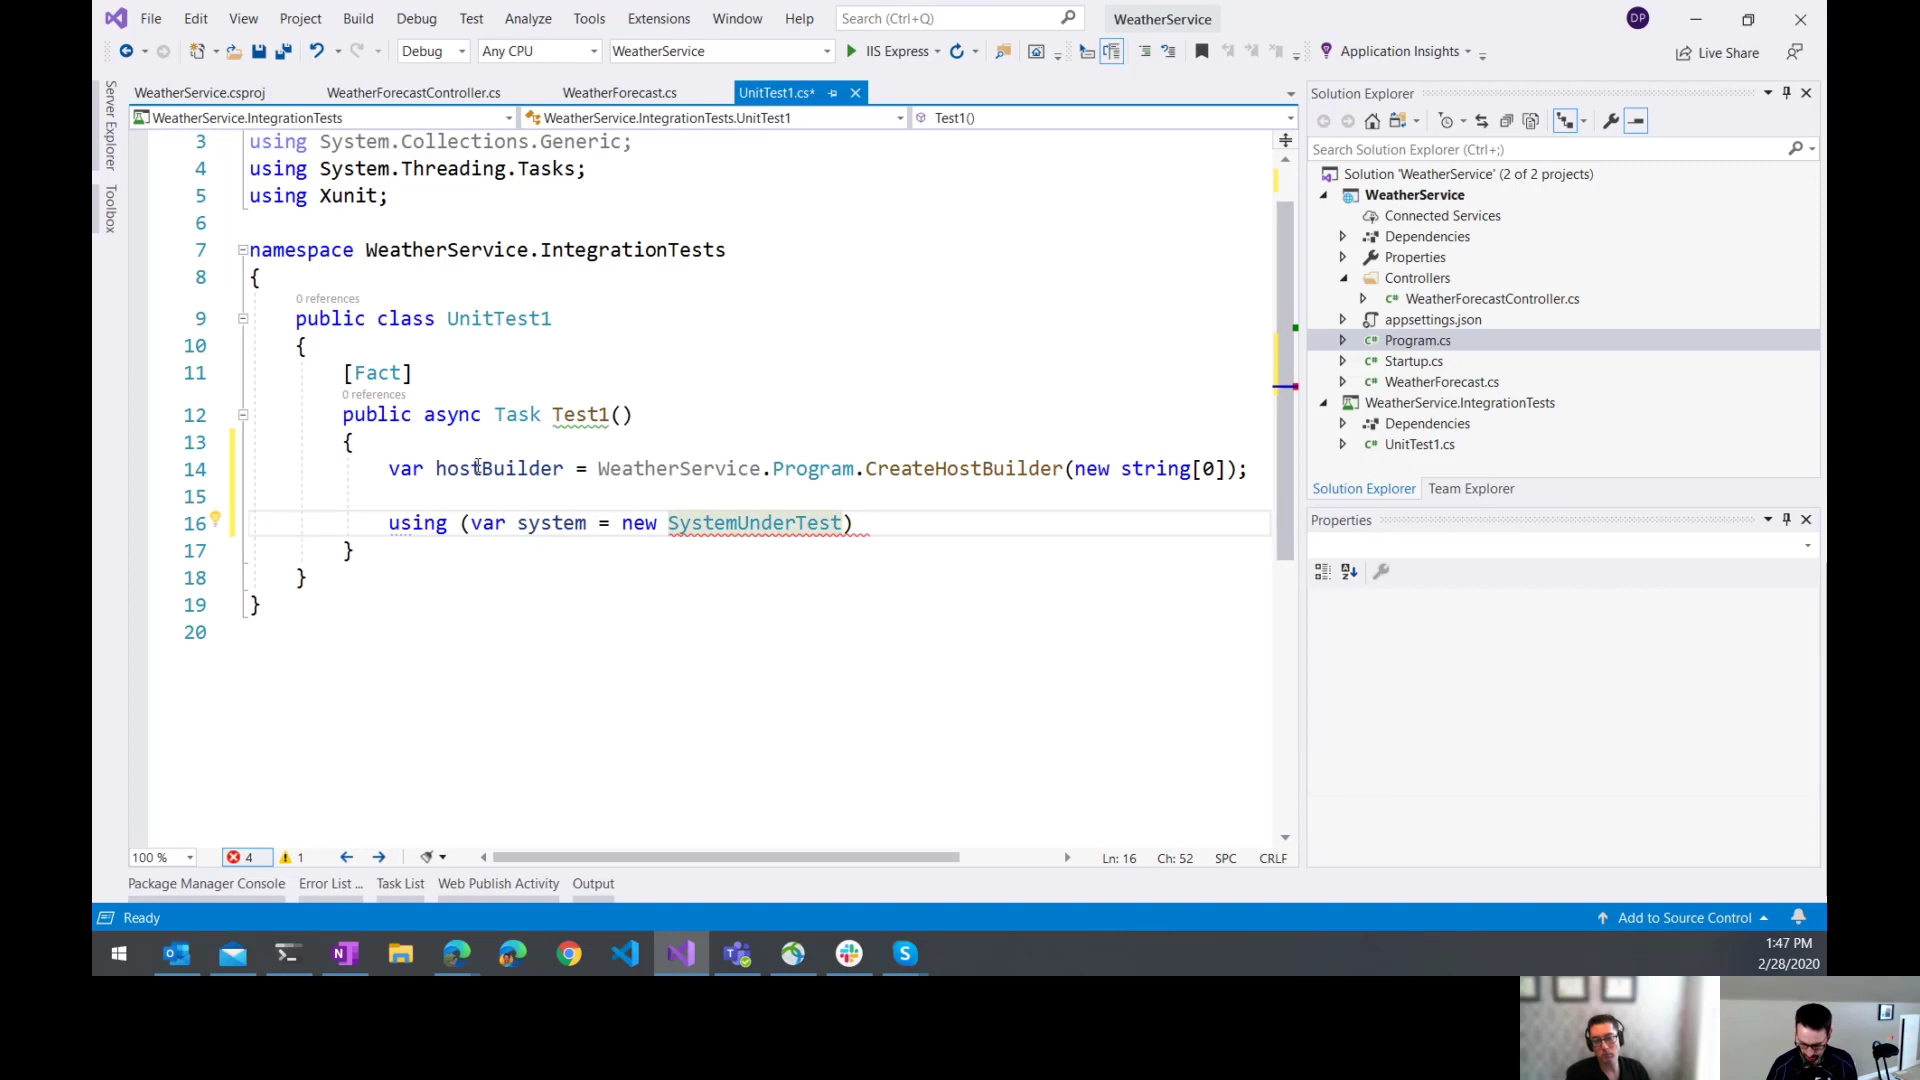 File Edit View Project Build Debug Test Analyze Tools Extensions Window Help Search (Ctrl+Q) WeatherService DP
Debug Any CPU WeatherService IIS Express Application Insights Live Share
Server Explorer
Toolbox
WeatherService.csproj WeatherForecastController.cs WeatherForecast.cs UnitTest1.cs*
WeatherService.IntegrationTests WeatherService.IntegrationTests.UnitTest1 Test1()
3 using System.Collections.Generic;
4 using System.Threading.Tasks;
5 using Xunit;
6
7 namespace WeatherService.IntegrationTests
8 {
0 references
9 public class UnitTest1
10 {
11 [Fact]
0 references
12 public async Task Test1()
13 {
14 var hostBuilder = WeatherService.Program.CreateHostBuilder(new string[0]);
15
16 using (var system = new SystemUnderTest)
17 }
18 }
19 }
20
100 % 4 1 Ln: 16 Ch: 52 SPC CRLF
Package Manager Console Error List ... Task List Web Publish Activity Output
Solution Explorer
Search Solution Explorer (Ctrl+;)
Solution 'WeatherService' (2 of 2 projects)
WeatherService
Connected Services
Dependencies
Properties
Controllers
C# WeatherForecastController.cs
appsettings.json
C# Program.cs
C# Startup.cs
C# WeatherForecast.cs
WeatherService.IntegrationTests
Dependencies
C# UnitTest1.cs
Solution Explorer Team Explorer
Properties
Ready Add to Source Control
1:47 PM
2/28/2020